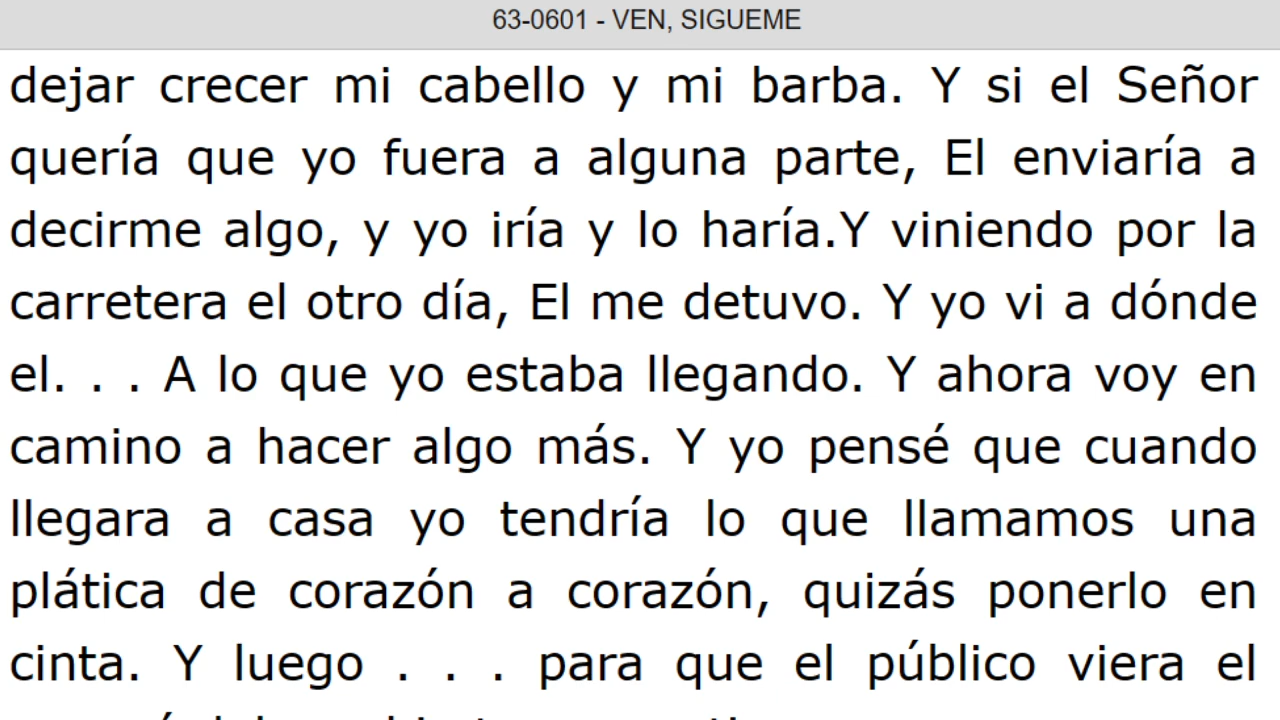 63-0601 - VEN, SIGUEME
dejar crecer mi cabello y mi barba. Y si el Señor
quería que yo fuera a alguna parte, El enviaría a
decirme algo, y yo iría y lo haría.Y viniendo por la
carretera el otro día, El me detuvo. Y yo vi a dónde
el. . . A lo que yo estaba llegando. Y ahora voy en
camino a hacer algo más. Y yo pensé que cuando
llegara a casa yo tendría lo que llamamos una
plática de corazón a corazón, quizás ponerlo en
cinta. Y luego . . . para que el público viera el